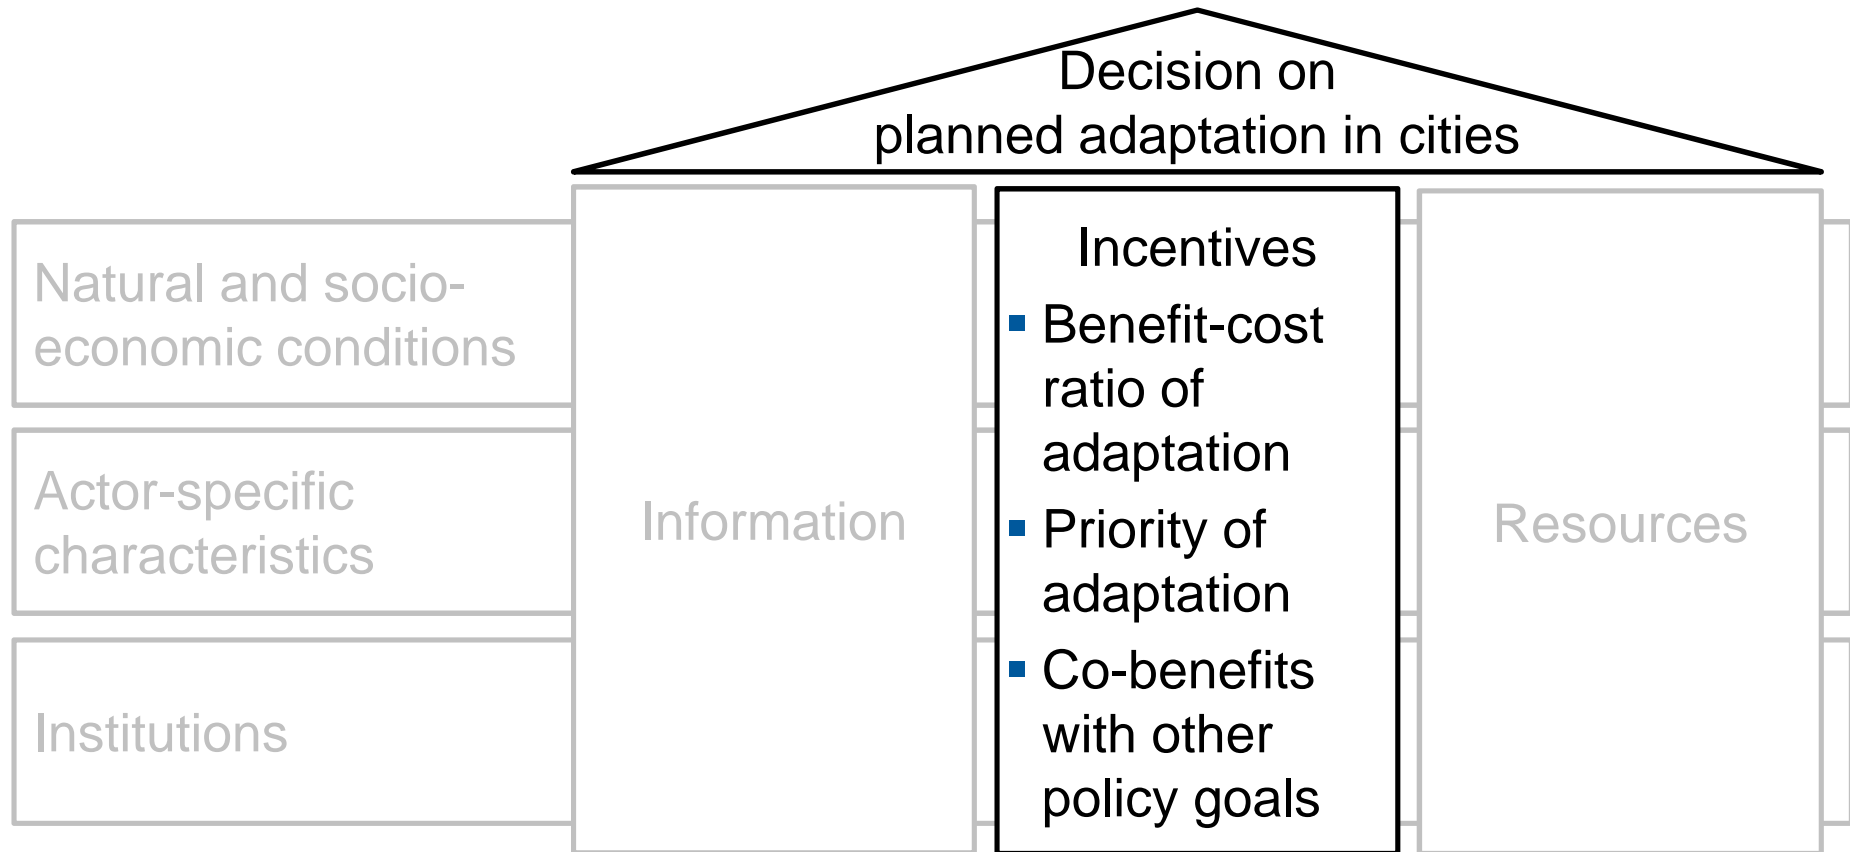 Decision on
planned adaptation in cities
Natural and socio-
economic conditions
Actor-specific
characteristics
Institutions
Information
Incentives
▪ Benefit-cost
ratio of
adaptation
▪ Priority of
adaptation
▪ Co-benefits
with other
policy goals
Resources